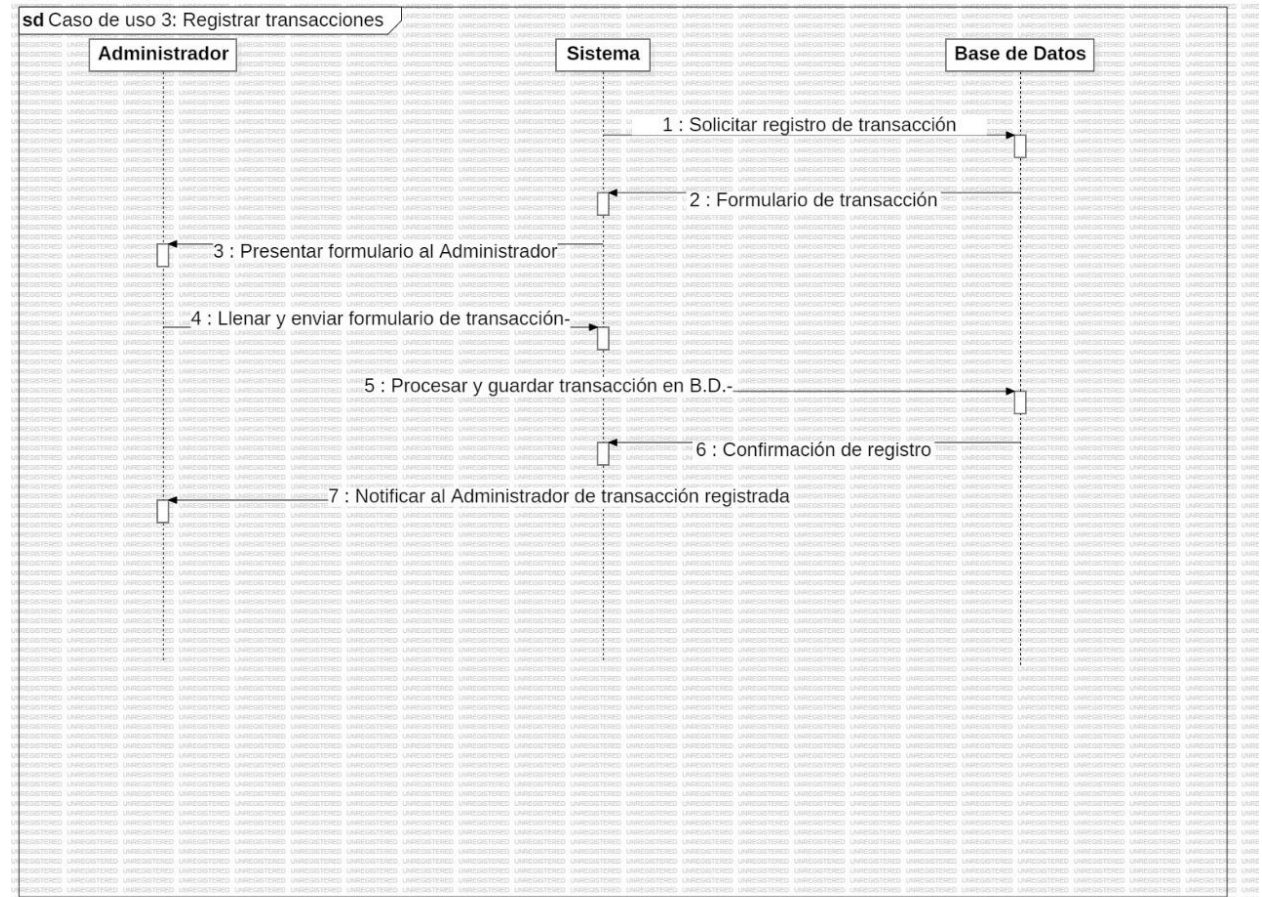 sd Caso de uso 3: Registrar transacciones
Administrador
Sistema
Base de Datos
1 : Solicitar registro de transacción
2 : Formulario de transacción
3 : Presentar formulario al Administrador
4 : Llenar y enviar formulario de transacción-
5 : Procesar y guardar transacción en B.D.-
6 : Confirmación de registro
7 : Notificar al Administrador de transacción registrada
UNREGISTERED